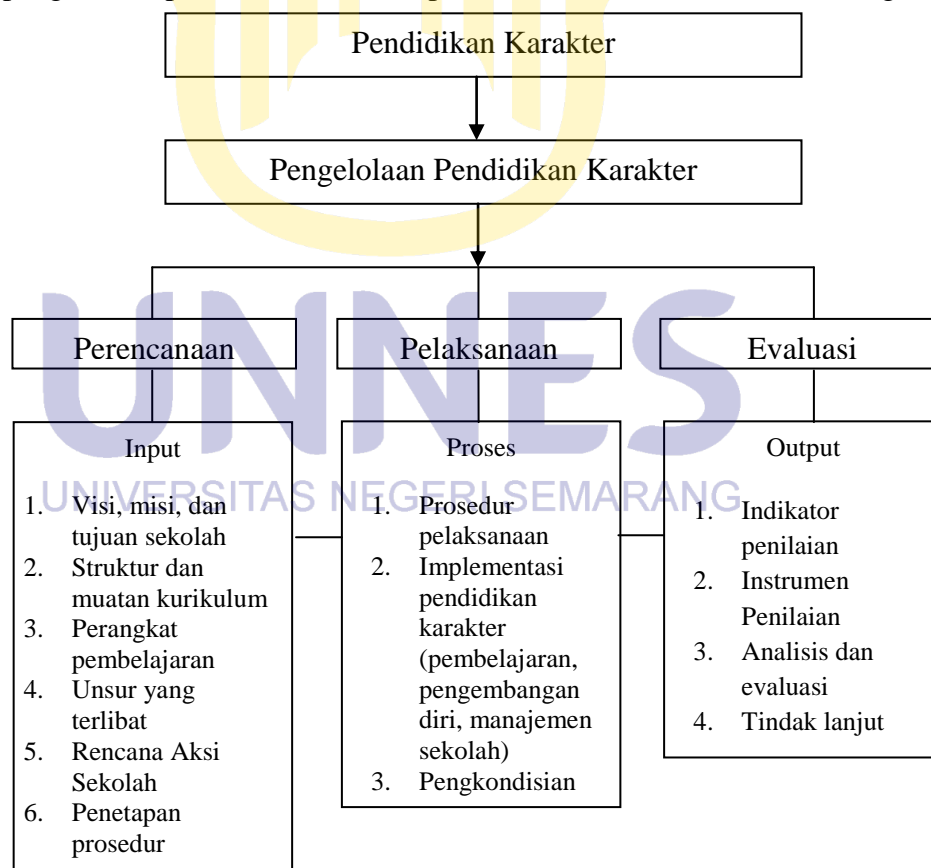 Pendidikan Karakter
Pengelolaan Pendidikan Karakter
Perencanaan
Pelaksanaan
Evaluasi
Input
1. Visi, misi, dan
tujuan sekolah
2. Struktur dan
muatan kurikulum
3. Perangkat
pembelajaran
4. Unsur yang
terlibat
5. Rencana Aksi
Sekolah
6. Penetapan
prosedur
Proses
1. Prosedur
pelaksanaan
2. Implementasi
pendidikan
karakter
(pembelajaran,
pengembangan
diri, manajemen
sekolah)
3. Pengkondisian
Output
1. Indikator
penilaian
2. Instrumen
Penilaian
3. Analisis dan
evaluasi
4. Tindak lanjut
UNNES
UNIVERSITAS NEGERI SEMARANG